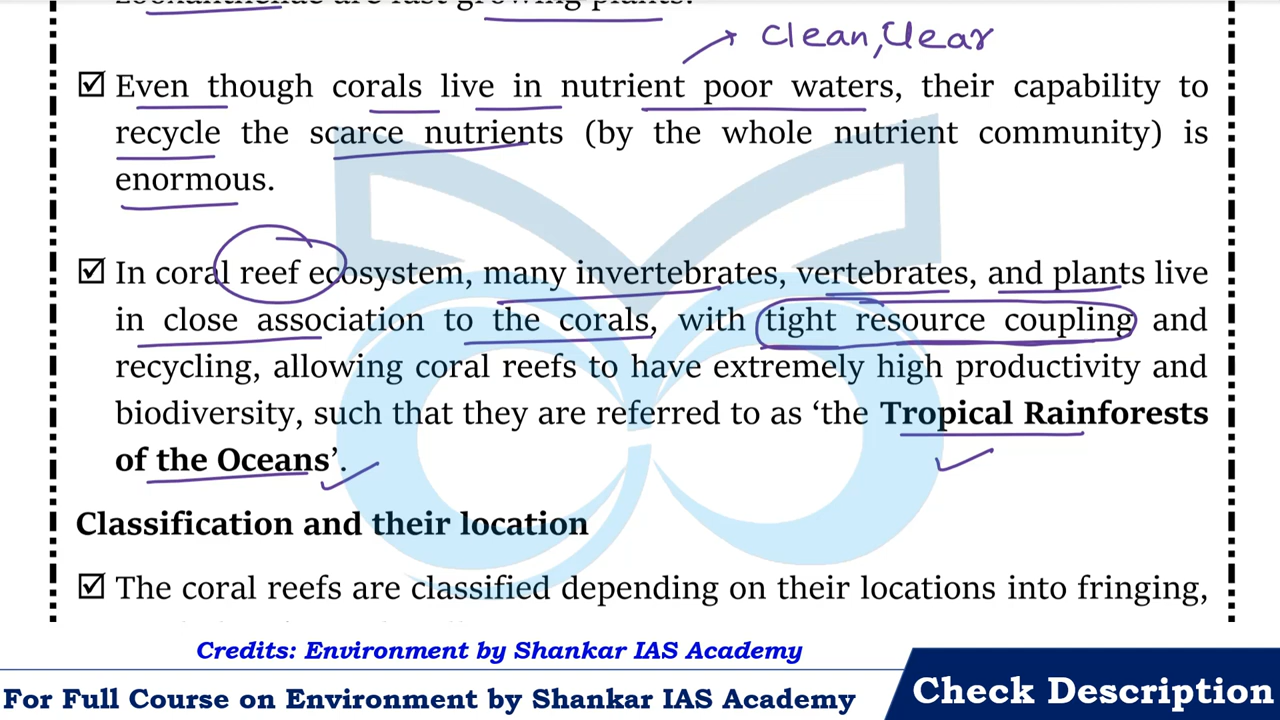 growing plants.
Clean, Clear
Even though corals live in nutrient poor waters, their capability to
recycle the scarce nutrients (by the whole nutrient community) is
enormous.
In coral reef ecosystem, many invertebrates, vertebrates, and plants live
in close association to the corals, with tight resource coupling and
recycling, allowing coral reefs to have extremely high productivity and
biodiversity, such that they are referred to as ‘the Tropical Rainforests
of the Oceans’.
Classification and their location
The coral reefs are classified depending on their locations into fringing,
Credits: Environment by Shankar IAS Academy
For Full Course on Environment by Shankar IAS Academy
Check Description